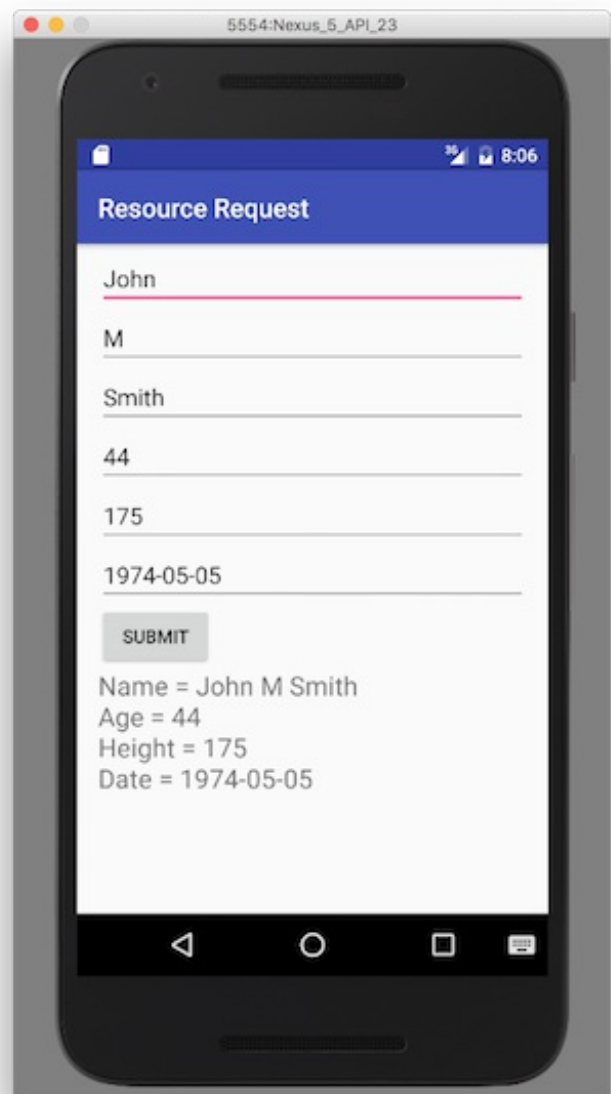 5554:Nexus_5_API_23
3G 8:06
Resource Request
John
M
Smith
44
175
1974-05-05
SUBMIT
Name = John M Smith
Age = 44
Height = 175
Date = 1974-05-05